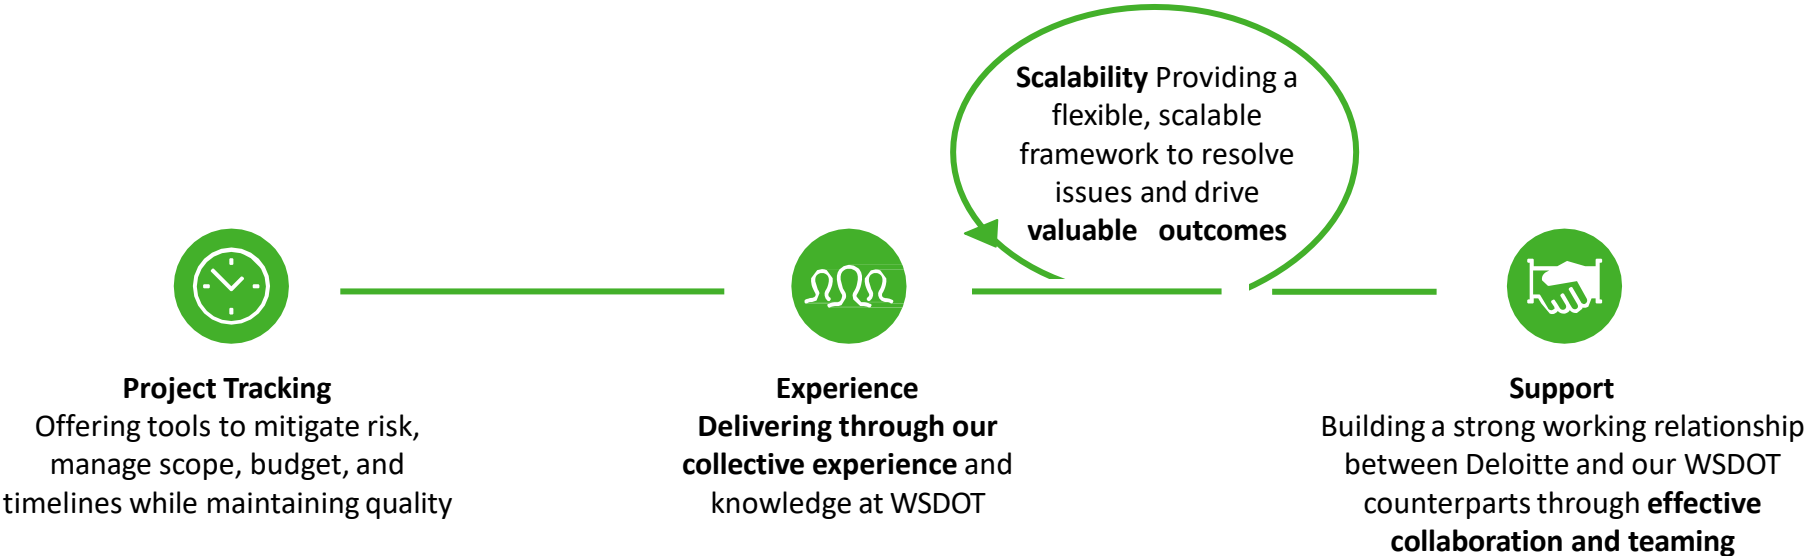 Scalability Providing a
flexible, scalable
framework to resolve
issues and drive
valuable outcomes
Project Tracking
Offering tools to mitigate risk,
manage scope, budget, and
timelines while maintaining quality
Experience
Delivering through our
collective experience and
knowledge at WSDOT
Support
Building a strong working relationship
between Deloitte and our WSDOT
counterparts through effective
collaboration and teaming